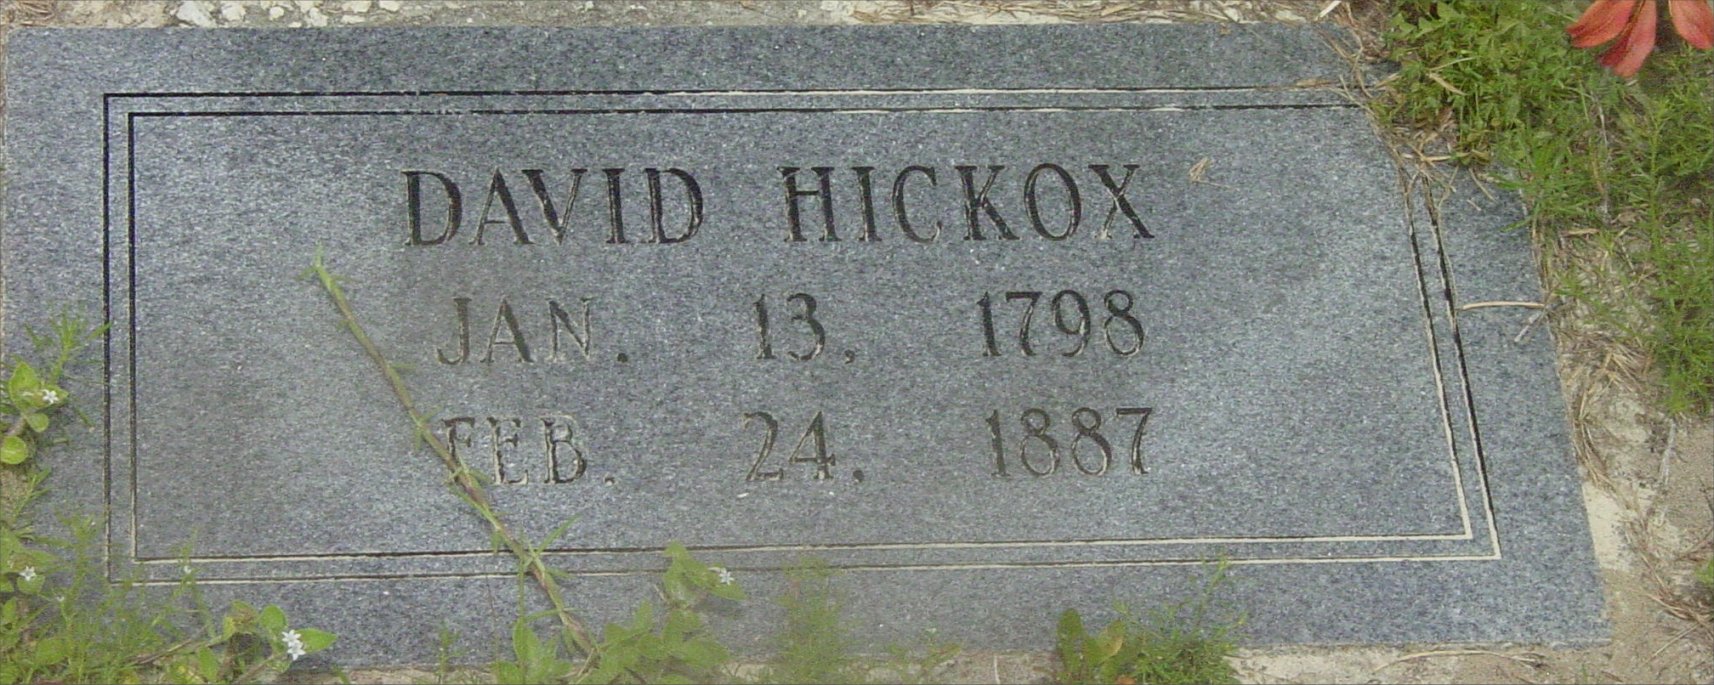 DAVID HICKOX
JAN. 13, 1798
FEB. 24, 1887